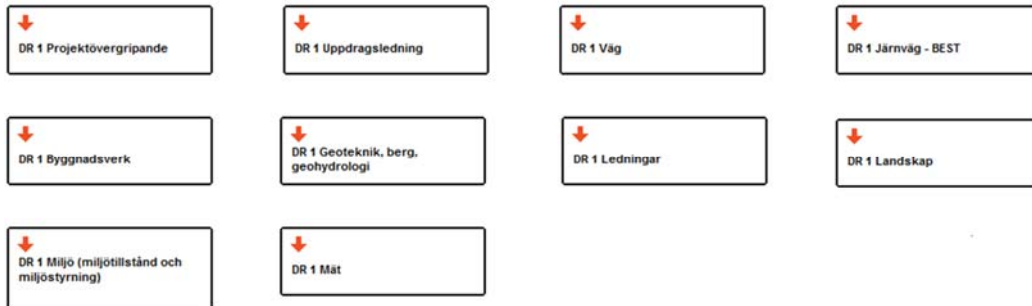 DR 1 Projektövergripande
DR 1 Uppdragsledning
DR 1 Väg
DR 1 Järnväg - BEST
DR 1 Byggnadsverk
DR 1 Geoteknik, berg,
geohydrologi
DR 1 Ledningar
DR 1 Landskap
DR 1 Miljö (miljötillstånd och
miljöstyrning)
DR 1 Mät